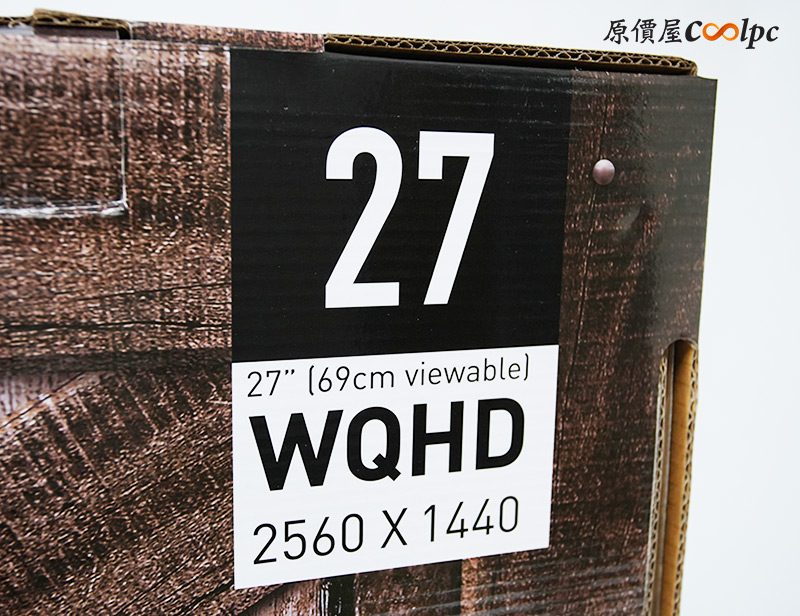 原價屋Coolpc
27
27” (69cm viewable)
WQHD
2560 X 1440